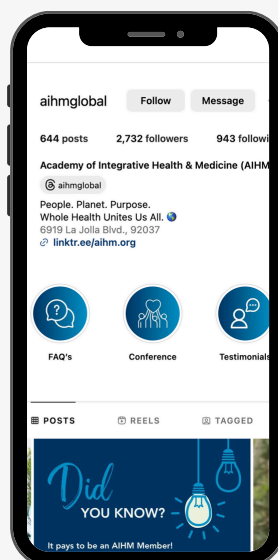 aihmglobal Follow Message
644 posts 2,732 followers 943 followi
Academy of Integrative Health & Medicine (AIHM
aihmglobal
People. Planet. Purpose.
Whole Health Unites Us All. 🌎
6919 La Jolla Blvd., 92037
linktr.ee/aihm.org
FAQ's Conference Testimonials
POSTS REELS TAGGED
Did
YOU KNOW?
It pays to be an AIHM Member!